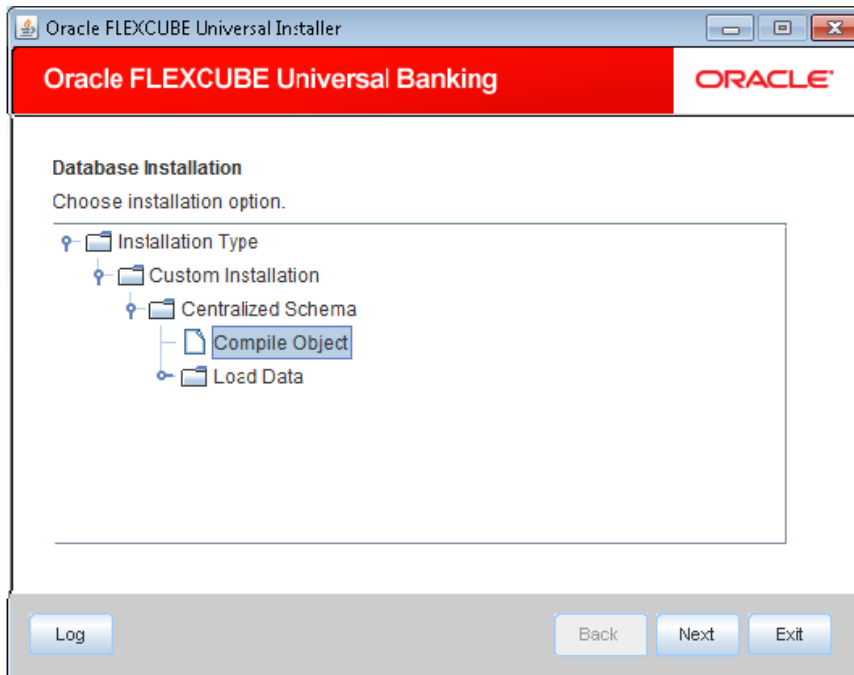 Oracle FLEXCUBE Universal Installer
Oracle FLEXCUBE Universal Banking
ORACLE
Database Installation
Choose installation option.
Installation Type
Custom Installation
Centralized Schema
Compile Object
Load Data
Log
Back
Next
Exit